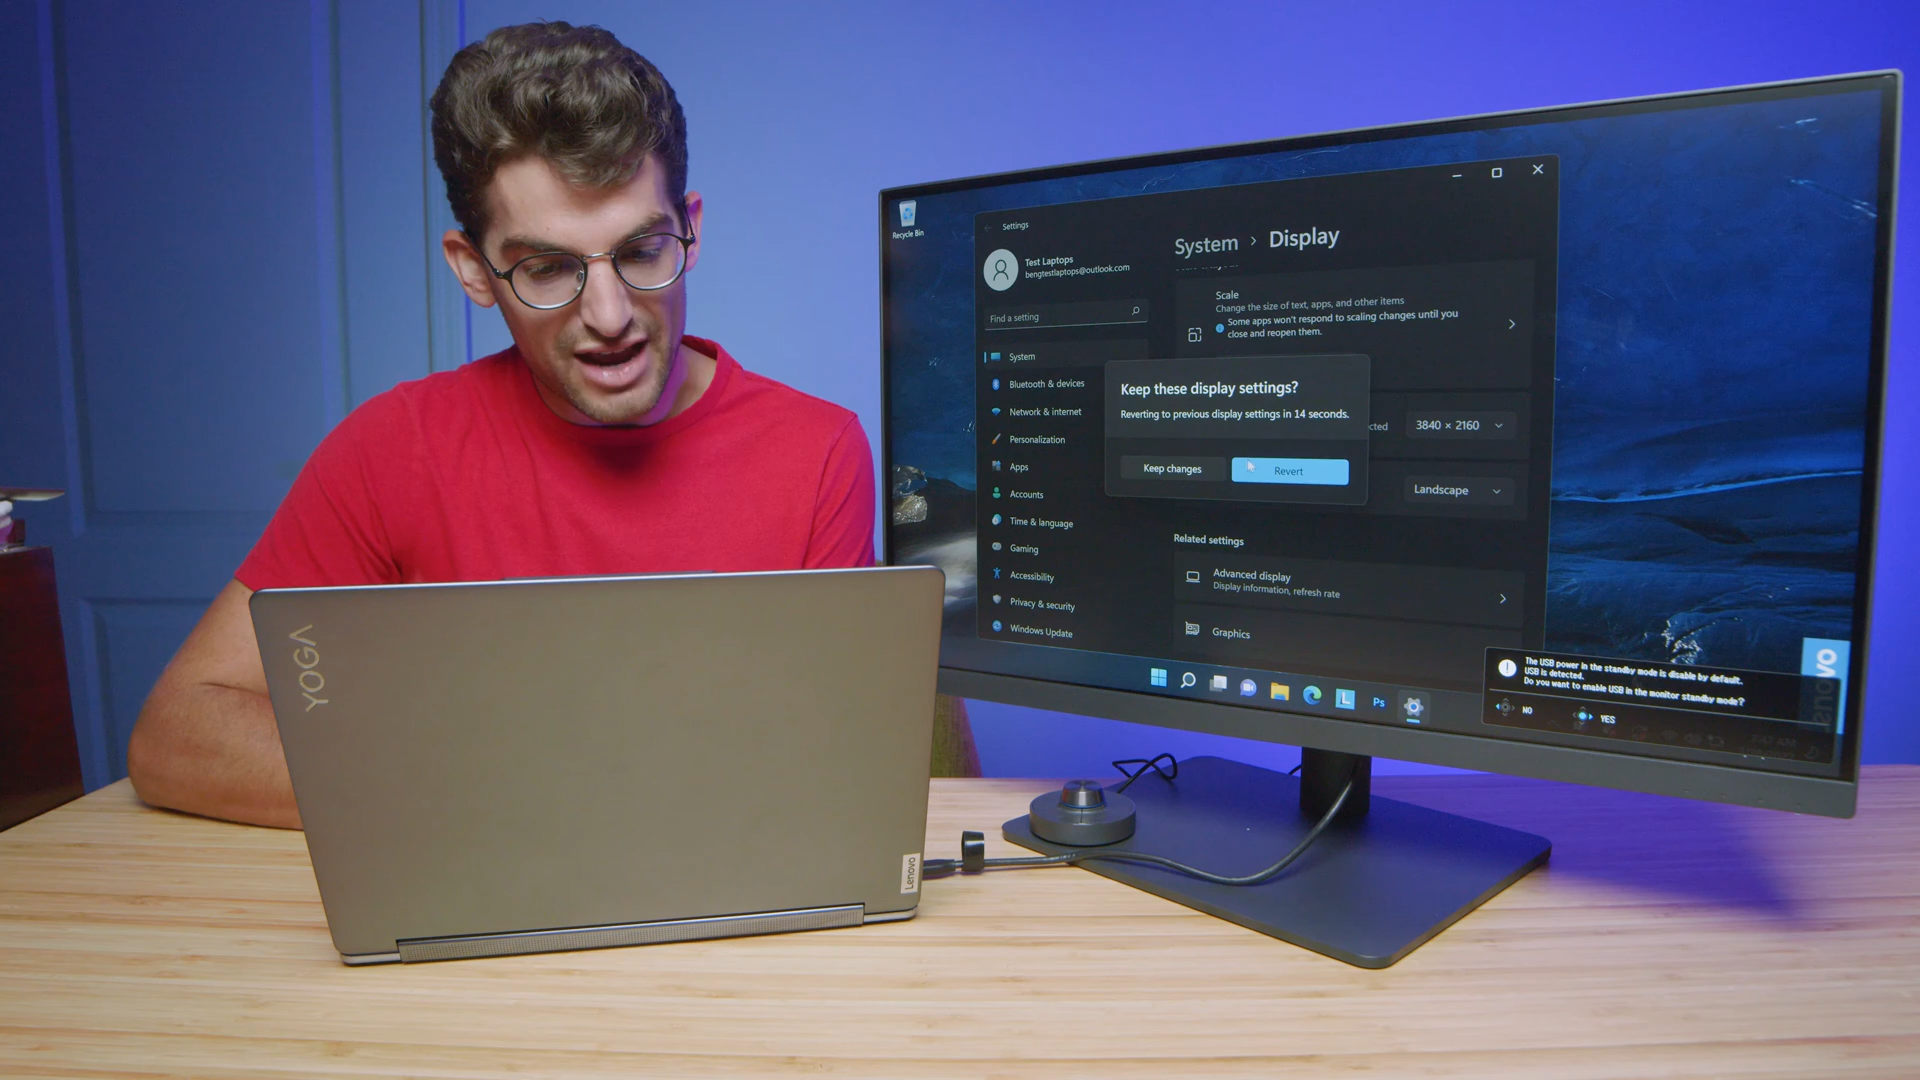 Recycle Bin
Settings
Test Laptops
bengtestlaptops@outlook.com
Find a setting
System
Bluetooth & devices
Network & internet
Personalization
Apps
Accounts
Time & language
Gaming
Accessibility
Privacy & security
Windows Update
System › Display
Scale
Change the size of text, apps, and other items
Some apps won't respond to scaling changes until you
close and reopen them.
Keep these display settings?
Reverting to previous display settings in 14 seconds.
Keep changes
Revert
3840 × 2160
Landscape
Related settings
Advanced display
Display information, refresh rate
Graphics
L
Ps
The USB power in the standby mode is disable by default.
USB is detected.
Do you want to enable USB in the monitor standby mode?
NO
YES
Lenovo
YOGA
Lenovo